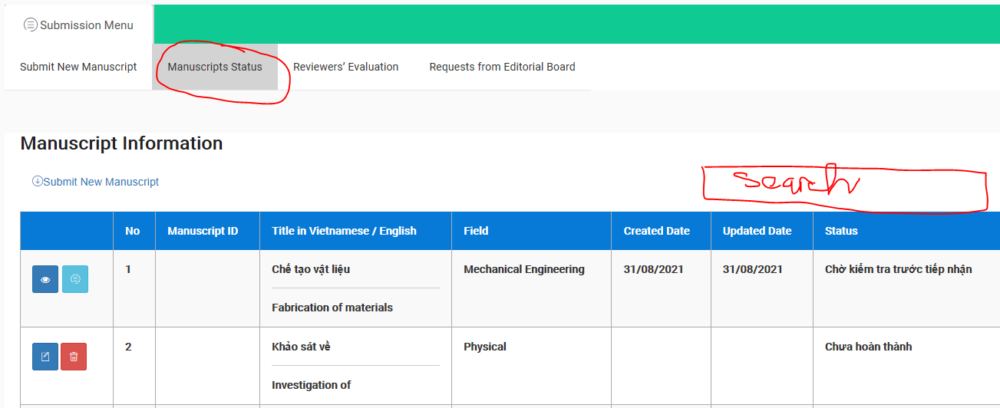 Submission Menu
Submit New Manuscript Manuscripts Status Reviewers' Evaluation Requests from Editorial Board
Manuscript Information
Submit New Manuscript
Search
No Manuscript ID Title in Vietnamese / English Field Created Date Updated Date Status
1 Chế tạo vật liệu Mechanical Engineering 31/08/2021 31/08/2021 Chờ kiểm tra trước tiếp nhận
Fabrication of materials
2 Khảo sát về Physical Chưa hoàn thành
Investigation of